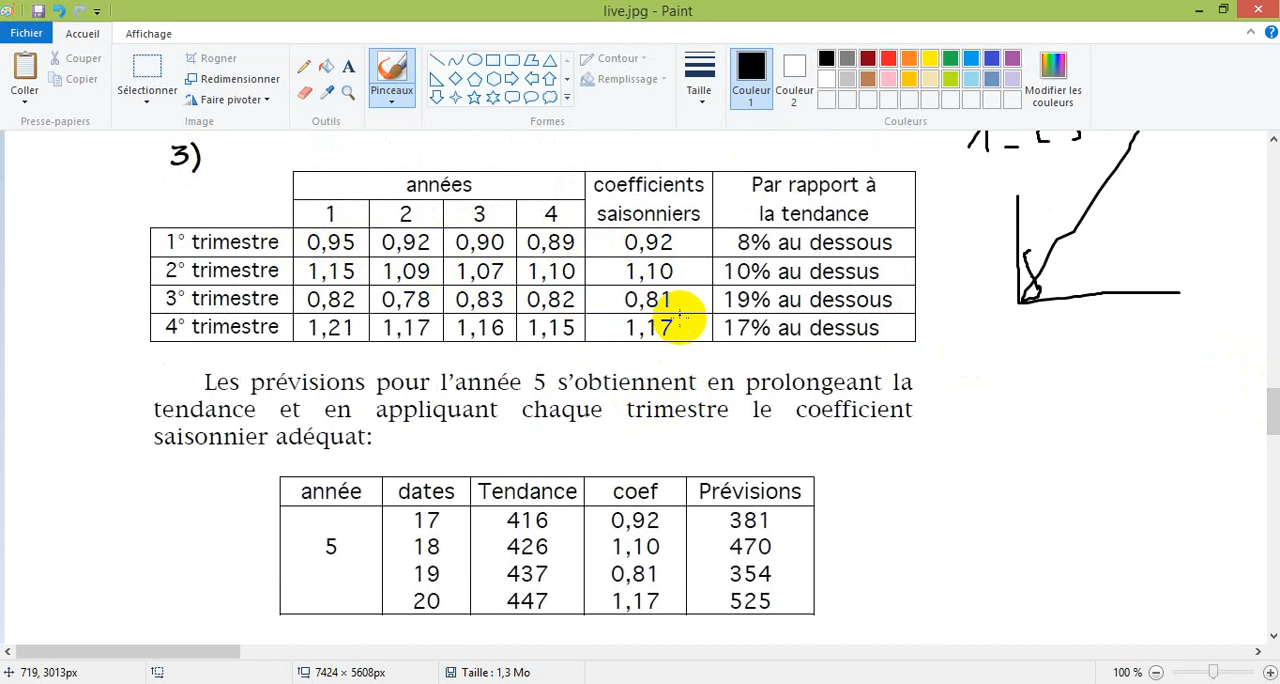 live.jpg - Paint
Fichier Accueil Affichage
Coller
Couper
Copier
Presse-papiers
Sélectionner
Rogner
Redimensionner
Faire pivoter
Image
A
Pinceaux
Outils
Contour
Remplissage
Formes
Taille
Couleur 1
Couleur 2
Modifier les couleurs
Couleurs
3)
années coefficients Par rapport à
1 2 3 4 saisonniers la tendance
1° trimestre 0,95 0,92 0,90 0,89 0,92 8% au dessous
2° trimestre 1,15 1,09 1,07 1,10 1,10 10% au dessus
3° trimestre 0,82 0,78 0,83 0,82 0,81 19% au dessous
4° trimestre 1,21 1,17 1,16 1,15 1,17 17% au dessus
Les prévisions pour l'année 5 s'obtiennent en prolongeant la
tendance et en appliquant chaque trimestre le coefficient
saisonnier adéquat:
année dates Tendance coef Prévisions
17 416 0,92 381
5 18 426 1,10 470
19 437 0,81 354
20 447 1,17 525
719, 3013px
7424 × 5608px
Taille : 1,3 Mo
100 %